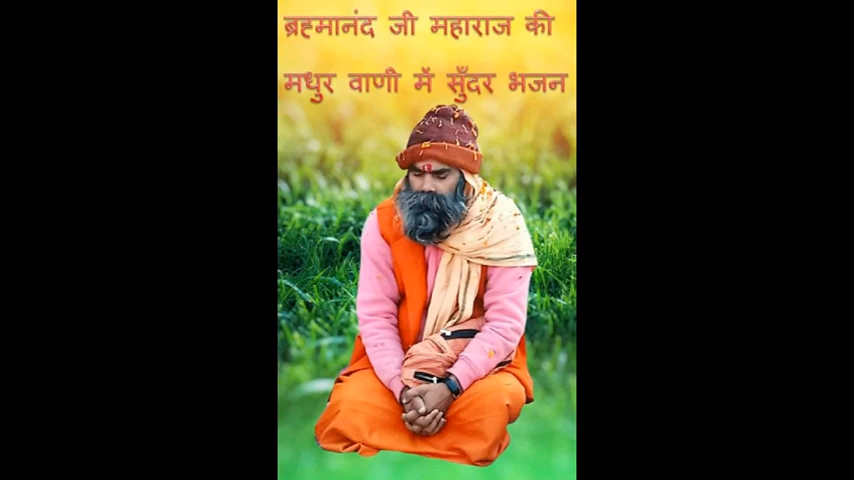 ब्रह्मानंद जी महाराज की
मधुर वाणी में सुँदर भजन